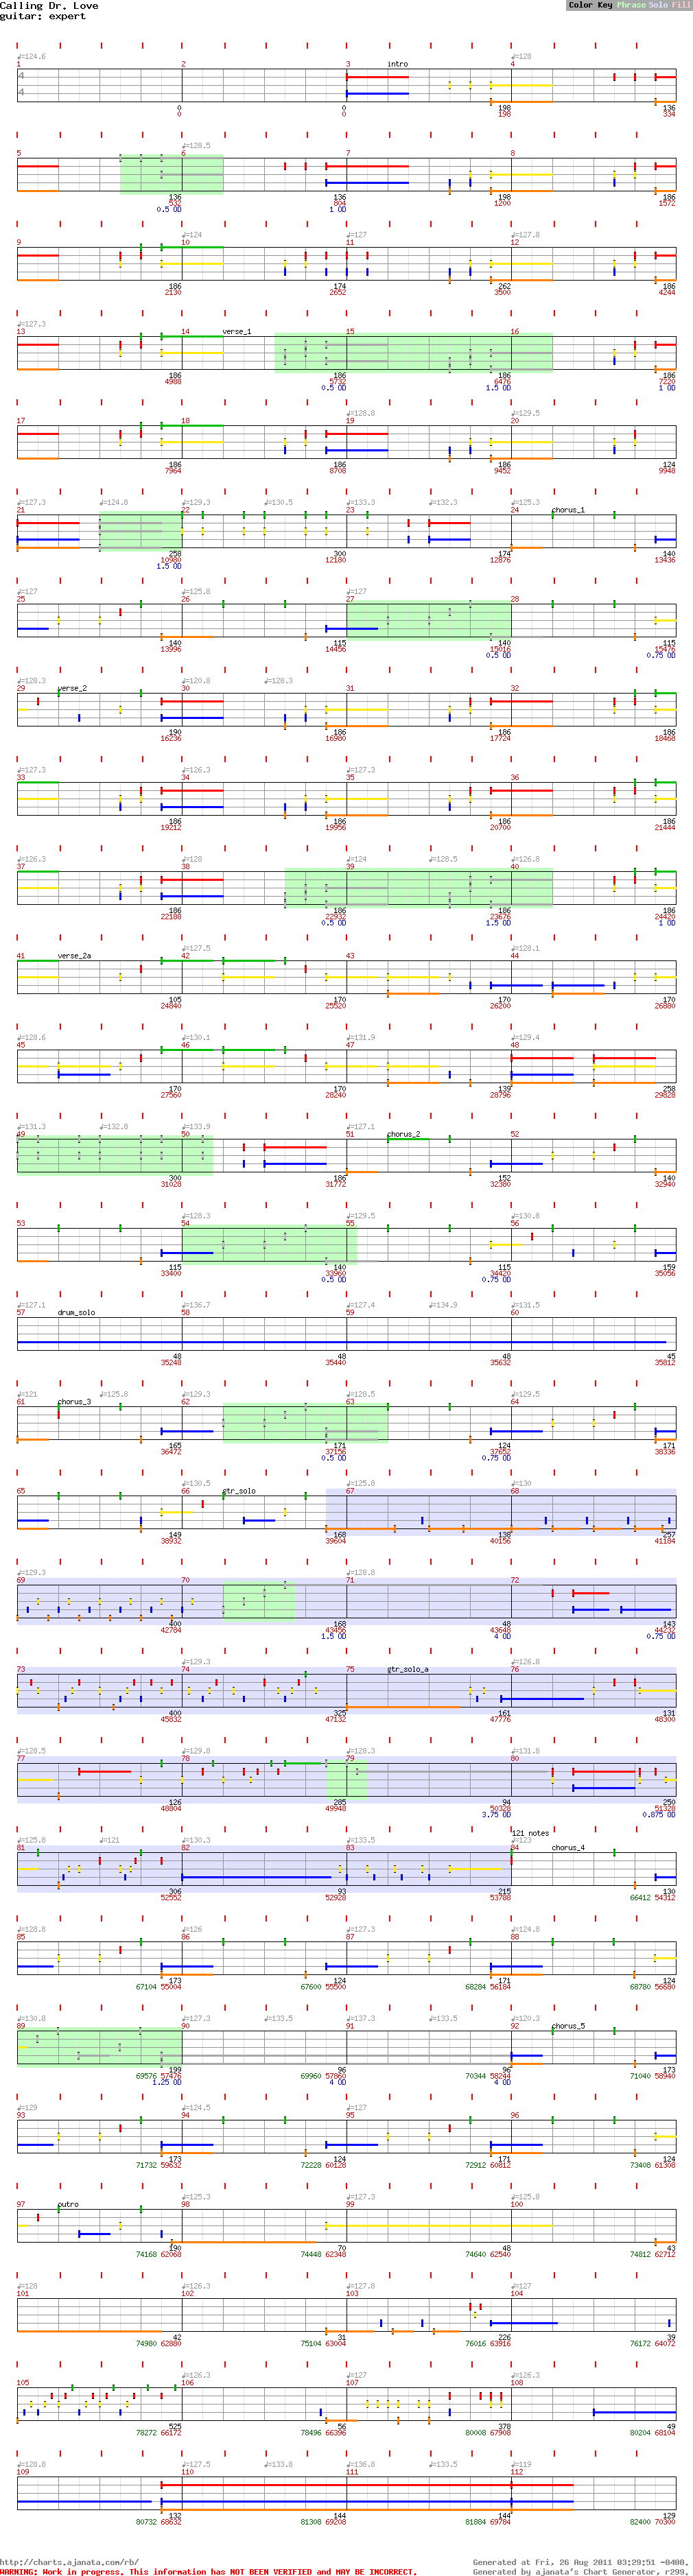 Calling Dr. Love
guitar: expert
Color Key Phrase Solo Fill
♩=124.6 ♩=128
1 2 3 intro 4
4
4
0 0 198 136
0 0 198 334
♩=128.5
5 6 7 8
136 136 198 186
532 804 1200 1572
0.5 OD 1 OD
♩=124 ♩=127 ♩=127.8
9 10 11 12
186 174 262 186
2130 2652 3500 4244
♩=127.3
13 14 verse_1 15 16
186 186 186 186
4988 5732 6476 7220
0.5 OD 1.5 OD 1 OD
♩=128.8 ♩=129.5
17 18 19 20
186 186 186 124
7964 8708 9452 9948
♩=127.3 ♩=124.8 ♩=129.3 ♩=130.5 ♩=133.3 ♩=132.3 ♩=125.3
21 22 23 24 chorus_1
258 300 174 140
10980 12180 12876 13436
1.5 OD
♩=127 ♩=125.8 ♩=127
25 26 27 28
140 115 140 115
13996 14456 15016 15476
0.5 OD 0.75 OD
♩=128.3 ♩=120.8 ♩=128.3
29 verse_2 30 31 32
190 186 186 186
16236 16980 17724 18468
♩=127.3 ♩=126.3 ♩=127.3
33 34 35 36
186 186 186 186
19212 19956 20700 21444
♩=126.3 ♩=128 ♩=124 ♩=128.5 ♩=126.8
37 38 39 40
186 186 186 186
22188 22932 23676 24420
0.5 OD 1.5 OD 1 OD
♩=127.5 ♩=128.1
41 verse_2a 42 43 44
105 170 170 170
24840 25520 26200 26880
♩=128.6 ♩=130.1 ♩=131.9 ♩=129.4
45 46 47 48
170 170 139 258
27560 28240 28796 29828
♩=131.3 ♩=132.8 ♩=133.9 ♩=127.1
49 50 51 chorus_2 52
300 186 152 140
31028 31772 32380 32940
♩=128.3 ♩=129.5 ♩=130.8
53 54 55 56
115 140 115 159
33400 33960 34420 35056
0.5 OD 0.75 OD
♩=127.1 ♩=136.7 ♩=127.4 ♩=134.9 ♩=131.5
57 drum_solo 58 59 60
48 48 48 45
35248 35440 35632 35812
♩=121 ♩=125.8 ♩=129.3 ♩=128.5 ♩=129.5
61 chorus_3 62 63 64
165 171 124 171
36472 37156 37652 38336
0.5 OD 0.75 OD
♩=130.5 ♩=125.8 ♩=130
65 66 gtr_solo 67 68
149 168 138 257
38932 39604 40156 41184
♩=129.3 ♩=128.8
69 70 71 72
400 168 48 143
42784 43456 43648 44232
1.5 OD 4 OD 0.75 OD
♩=129.3 ♩=126.8
73 74 75 gtr_solo_a 76
400 325 161 131
45832 47132 47776 48300
♩=128.5 ♩=129.8 ♩=128.3 ♩=131.8
77 78 79 80
126 285 94 250
48804 49948 50328 51328
3.75 OD 0.875 OD
121 notes
♩=125.8 ♩=121 ♩=130.3 ♩=133.5 ♩=123
81 82 83 84 chorus_4
306 93 215 130
52552 52928 53788 66412 54312
♩=128.8 ♩=126 ♩=127.3 ♩=124.8
85 86 87 88
173 124 171 124
67104 55004 67600 55500 68284 56184 68780 56680
♩=130.8 ♩=127.3 ♩=133.5 ♩=137.3 ♩=133.5 ♩=120.3
89 90 91 92 chorus_5
199 96 96 173
69576 57476 69960 57860 70344 58244 71040 58940
1.25 OD 4 OD 4 OD
♩=129 ♩=124.5 ♩=127
93 94 95 96
173 124 171 124
71732 59632 72228 60128 72912 60812 73408 61308
♩=125.3 ♩=127.3 ♩=125.8
97 outro 98 99 100
190 70 48 43
74168 62068 74448 62348 74640 62540 74812 62712
♩=128 ♩=126.3 ♩=127.8 ♩=127
101 102 103 104
42 31 226 39
74980 62880 75104 63004 76016 63916 76172 64072
♩=126.3 ♩=127 ♩=126.3
105 106 107 108
525 56 378 49
78272 66172 78496 66396 80008 67908 80204 68104
♩=128.8 ♩=127.5 ♩=133.8 ♩=136.8 ♩=133.5 ♩=119
109 110 111 112
132 144 144 129
80732 68632 81308 69208 81884 69784 82400 70300
http://charts.ajanata.com/rb/ Generated at Fri, 26 Aug 2011 03:29:51 -0400.
WARNING: Work in progress. This information has NOT BEEN VERIFIED and MAY BE INCORRECT. Generated by ajanata's Chart Generator, r299.